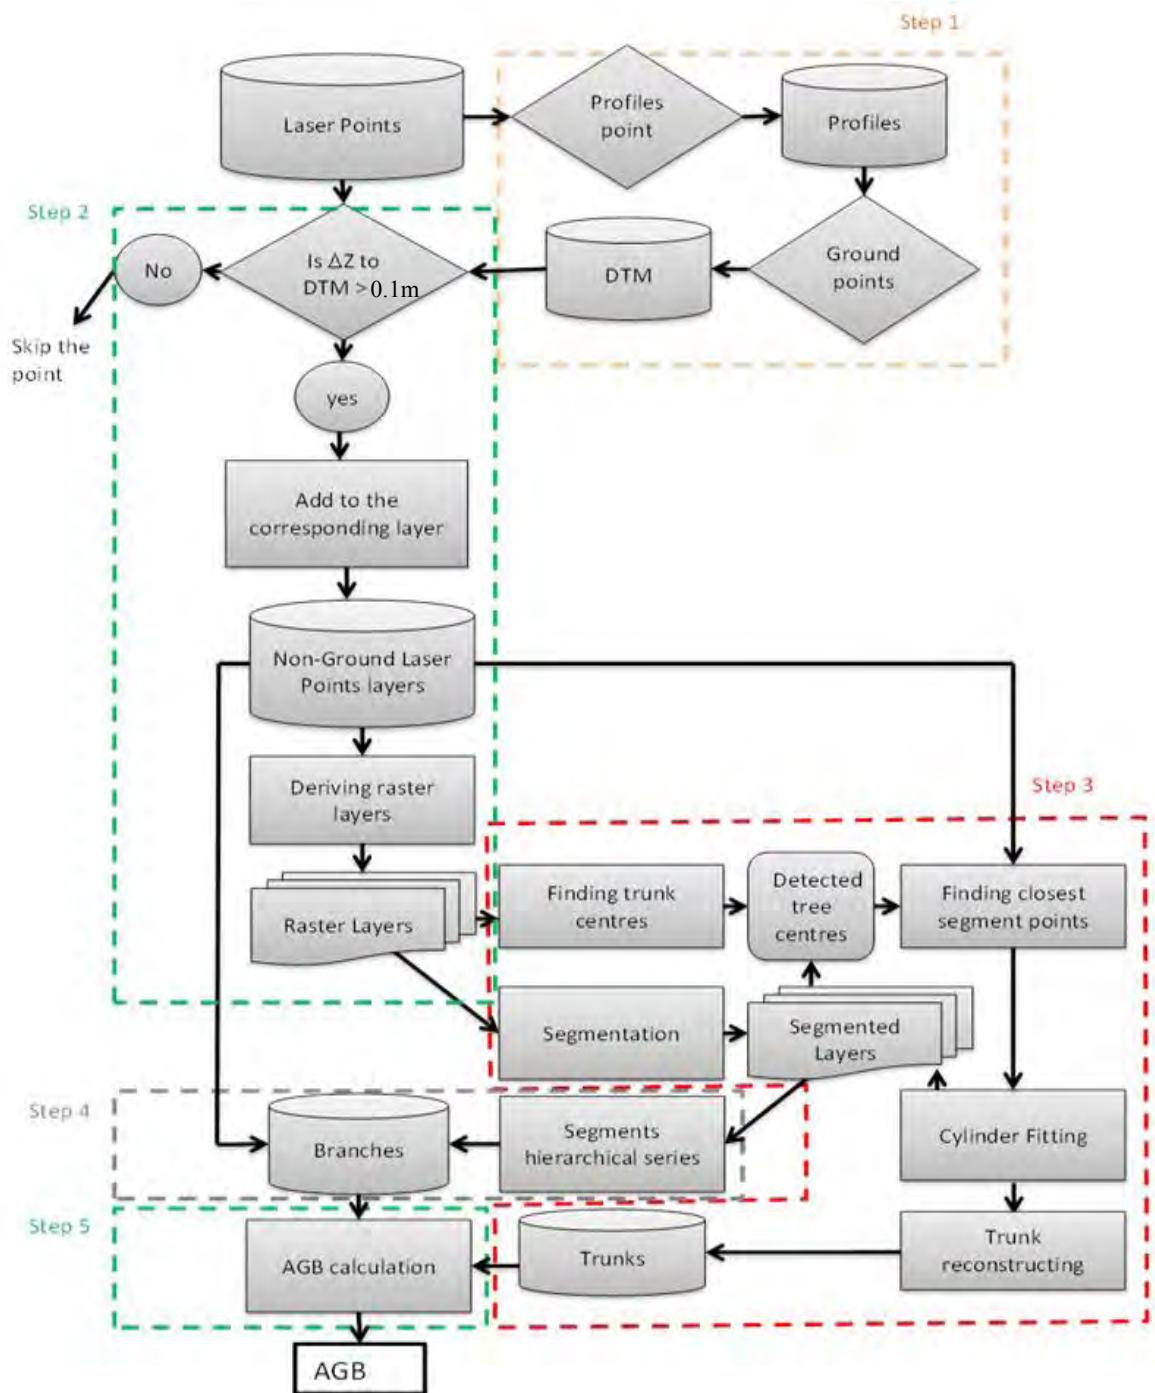 Step 1
Laser Points
Profiles
point
Profiles
Step 2
No
Is ΔZ to
DTM > 0.1m
DTM
Ground
points
Skip the
point
yes
Add to the
corresponding layer
Non-Ground Laser
Points layers
Deriving raster
layers
Step 3
Raster Layers
Finding trunk
centres
Detected
tree
centres
Finding closest
segment points
Segmentation
Segmented
Layers
Step 4
Branches
Segments
hierarchical series
Cylinder Fitting
Step 5
AGB calculation
Trunks
Trunk
reconstructing
AGB